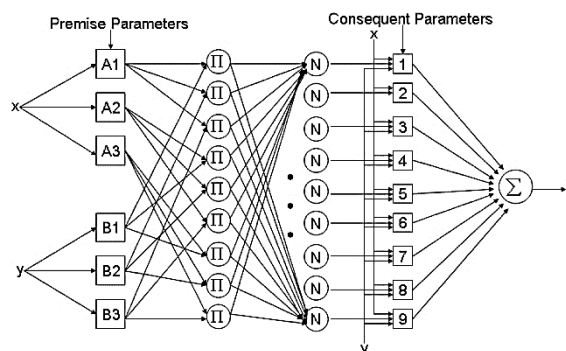 Premise Parameters
Consequent Parameters
x
x
y
y
A1
A2
A3
B1
B2
B3
Π
Π
Π
Π
Π
Π
Π
Π
Π
N
N
N
N
N
N
N
N
N
1
2
3
4
5
6
7
8
9
Σ